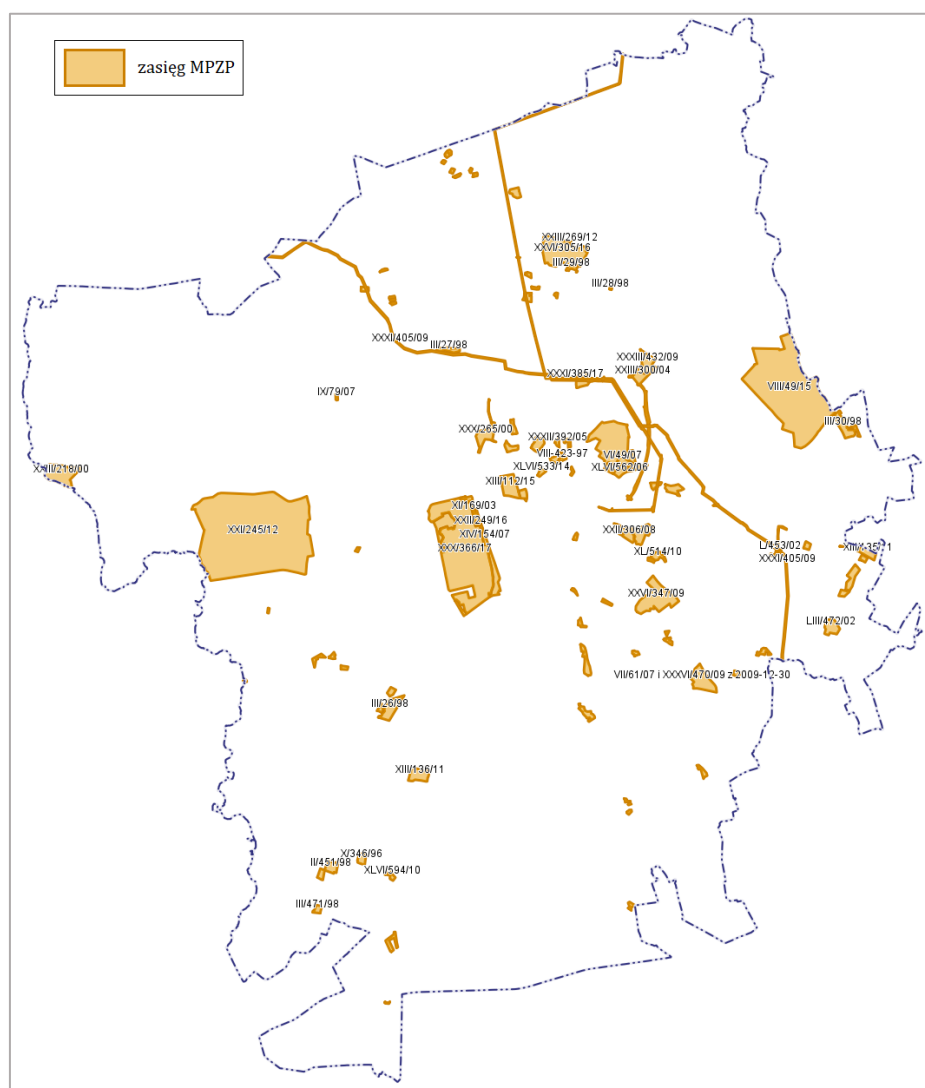 zasięg MPZP
XXIII/269/12
XXVI/305/16
III/29/98
III/28/98
XXXI/405/09
III/27/98
XXXIII/432/09
XXIII/300/04
XXXI/385/17
VIII/49/15
IX/79/07
III/30/98
XXX/265/00
XXXII/392/05
VIII-423-97
VI/49/07
XLVI/533/14
XLVI/562/06
/218/00
XIII/112/15
XI/169/03
XXII/249/16
XXI/245/12
XIV/154/07
XXI/306/08
XXX/366/17
L/453/02
XL/514/10
XXXI/405/09
XXVI/347/09
LIII/472/02
VII/61/07 i XXXVI/470/09 z 2009-12-30
III/26/98
XIII/136/11
X/346/96
II/451/98
XLVI/594/10
III/471/98